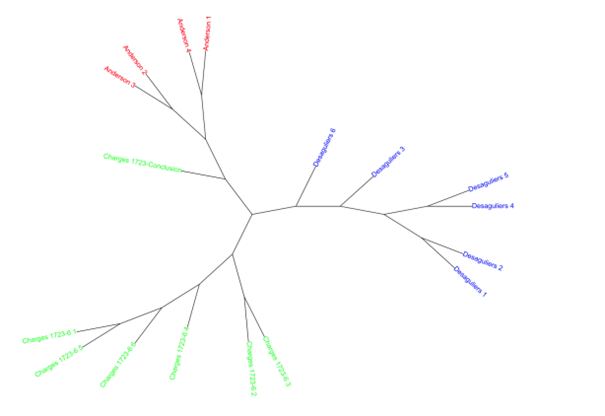 Anderson 1
Anderson 4
Anderson 2
Anderson 3
Charges 1723-Conclusion
Desaguliers 6
Desaguliers 3
Desaguliers 5
Desaguliers 4
Desaguliers 2
Desaguliers 1
Charges 1723-6.1
Charges 1723-6.5
Charges 1723-6.6
Charges 1723-6.4
Charges 1723-6.2
Charges 1723-6.3